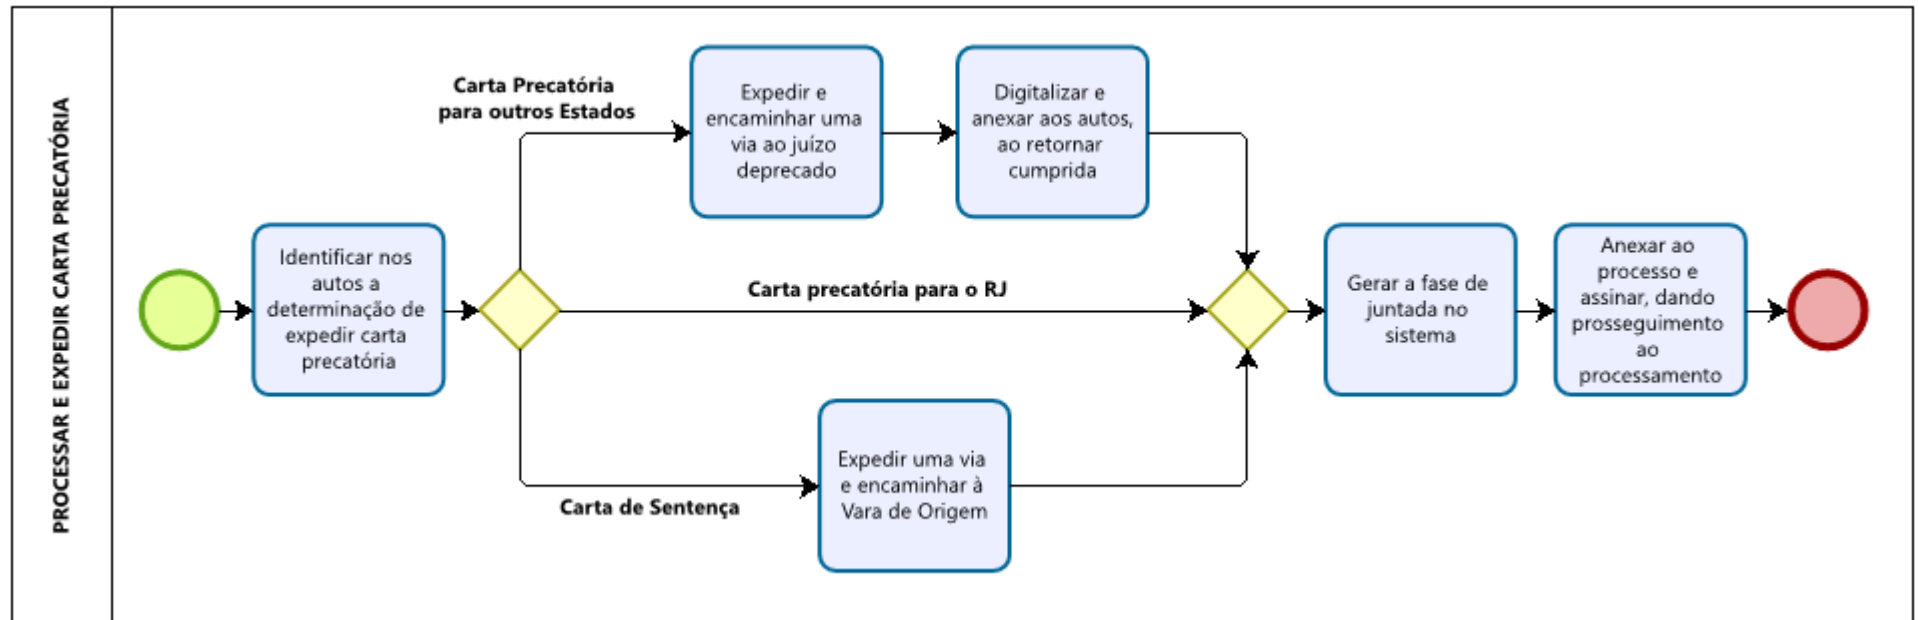 PROCESSAR E EXPEDIR CARTA PRECATÓRIA
Identificar nos
autos a
determinação de
expedir carta
precatória
Carta Precatória
para outros Estados
Expedir e
encaminhar uma
via ao juízo
deprecado
Digitalizar e
anexar aos autos,
ao retornar
cumprida
Carta precatória para o RJ
Carta de Sentença
Expedir uma via
e encaminhar à
Vara de Origem
Gerar a fase de
juntada no
sistema
Anexar ao
processo e
assinar, dando
prosseguimento
ao
processamento